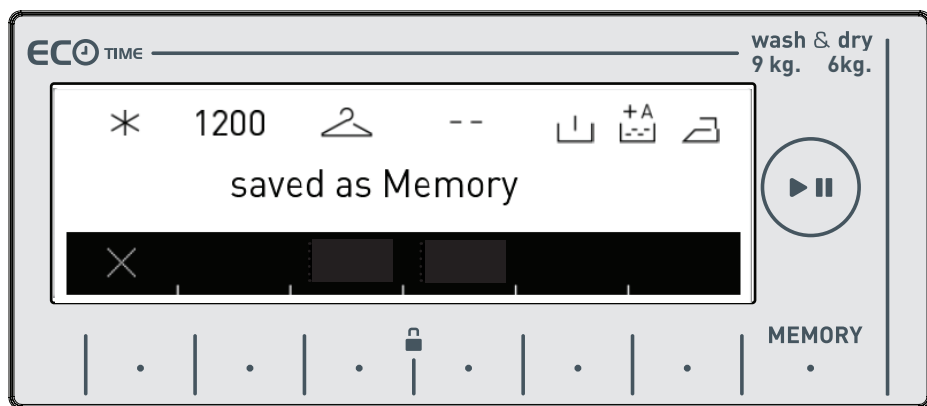 ECO TIME
wash & dry
9 kg. 6kg.
1200 -- +A
saved as Memory
MEMORY